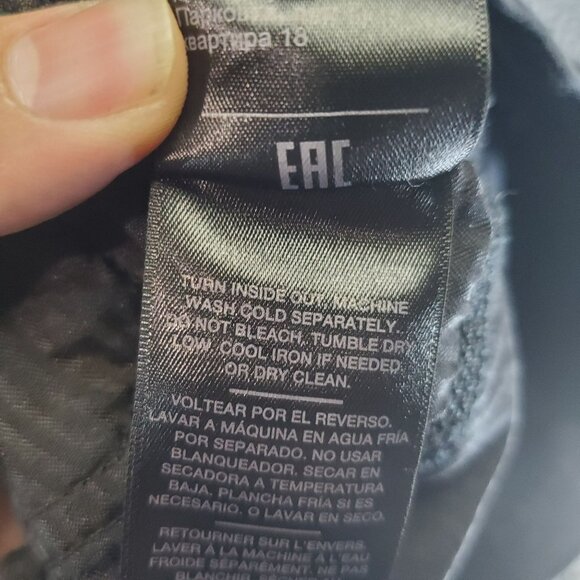 квартира 18
EAC
TURN INSIDE OUT. MACHINE
WASH COLD SEPARATELY.
DO NOT BLEACH. TUMBLE DRY
LOW. COOL IRON IF NEEDED
OR DRY CLEAN.
VOLTEAR POR EL REVERSO.
LAVAR A MÁQUINA EN AGUA FRÍA
POR SEPARADO. NO USAR
BLANQUEADOR. SECAR EN
SECADORA A TEMPERATURA
BAJA. PLANCHA FRÍA SI ES
NECESARIO. O LAVAR EN SECO.
RETOURNER SUR L'ENVERS.
LAVER À LA MACHINE À L'EAU
FROIDE SÉPARÉMENT. NE PAS
BLANCHIR.